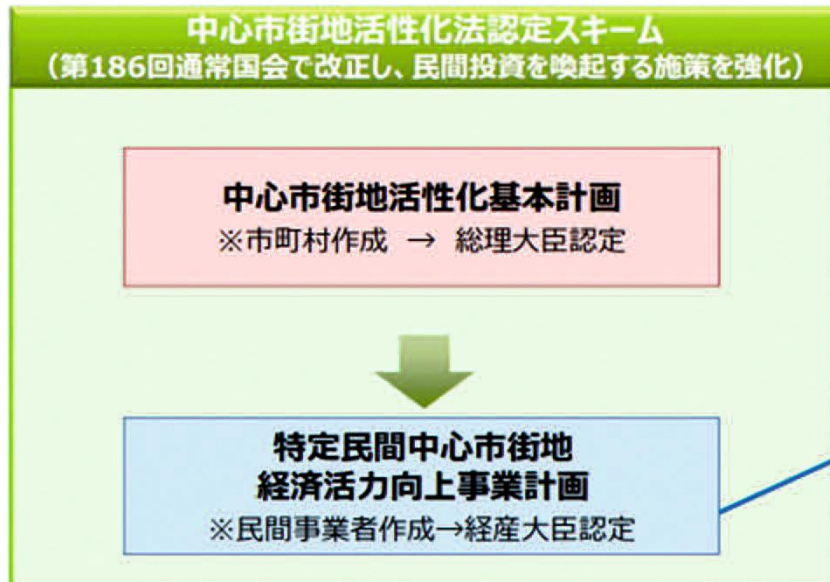 中心市街地活性化法認定スキーム
（第186回通常国会で改正し、民間投資を喚起する施策を強化）
中心市街地活性化基本計画
※市町村作成 → 総理大臣認定
特定民間中心市街地
経済活力向上事業計画
※民間事業者作成→経産大臣認定